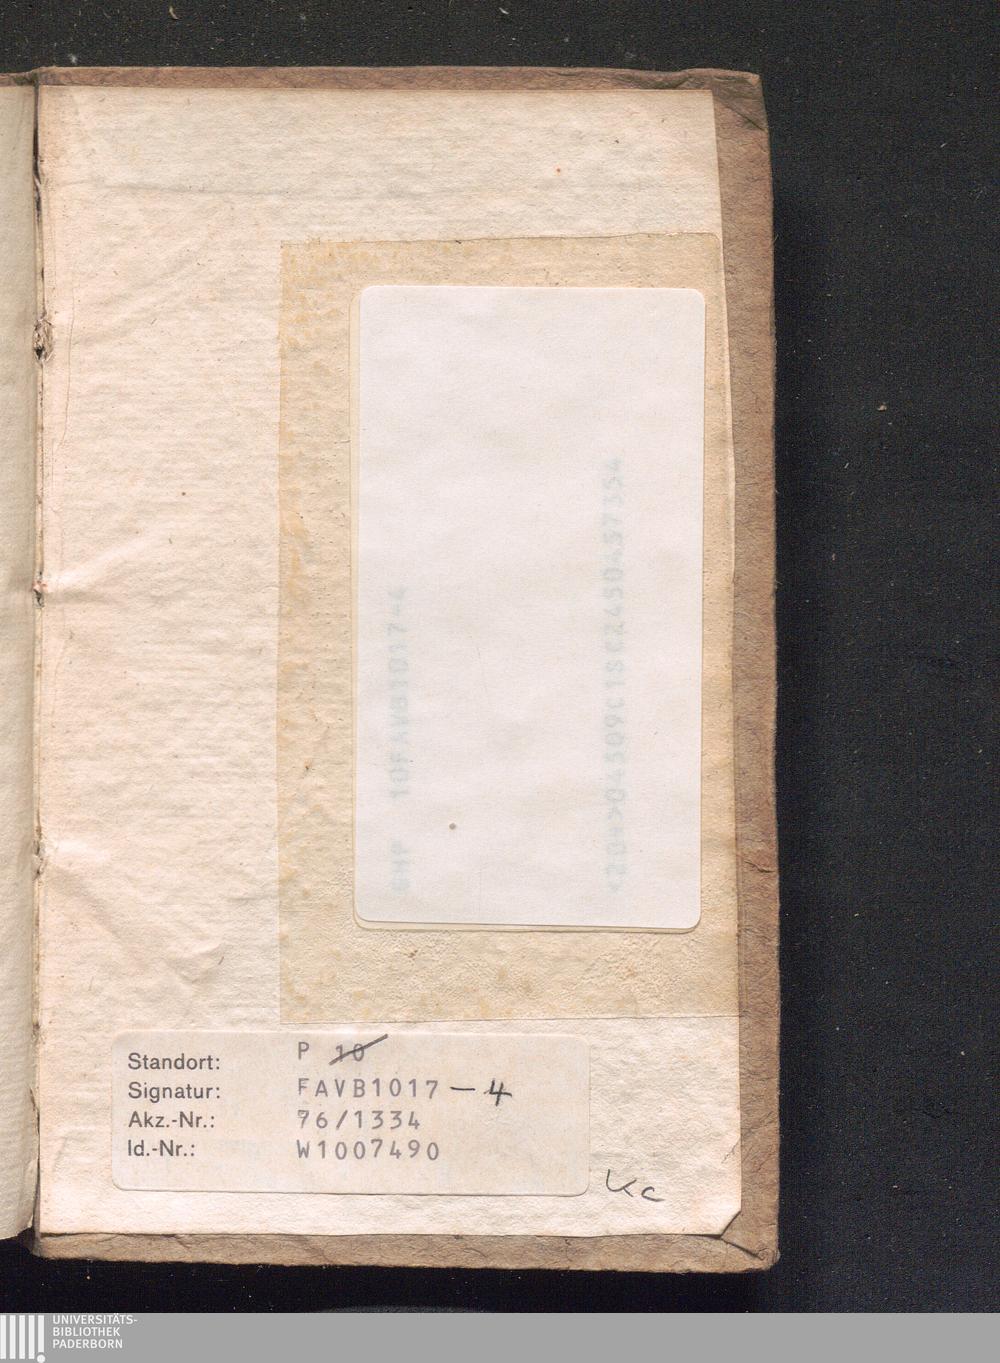 Standort: P 10
Signatur: FAVB1017-4
Akz.-Nr.: 76/1334
Id.-Nr.: W1007490
Kc
UNIVERSITÄTS-
BIBLIOTHEK
PADERBORN